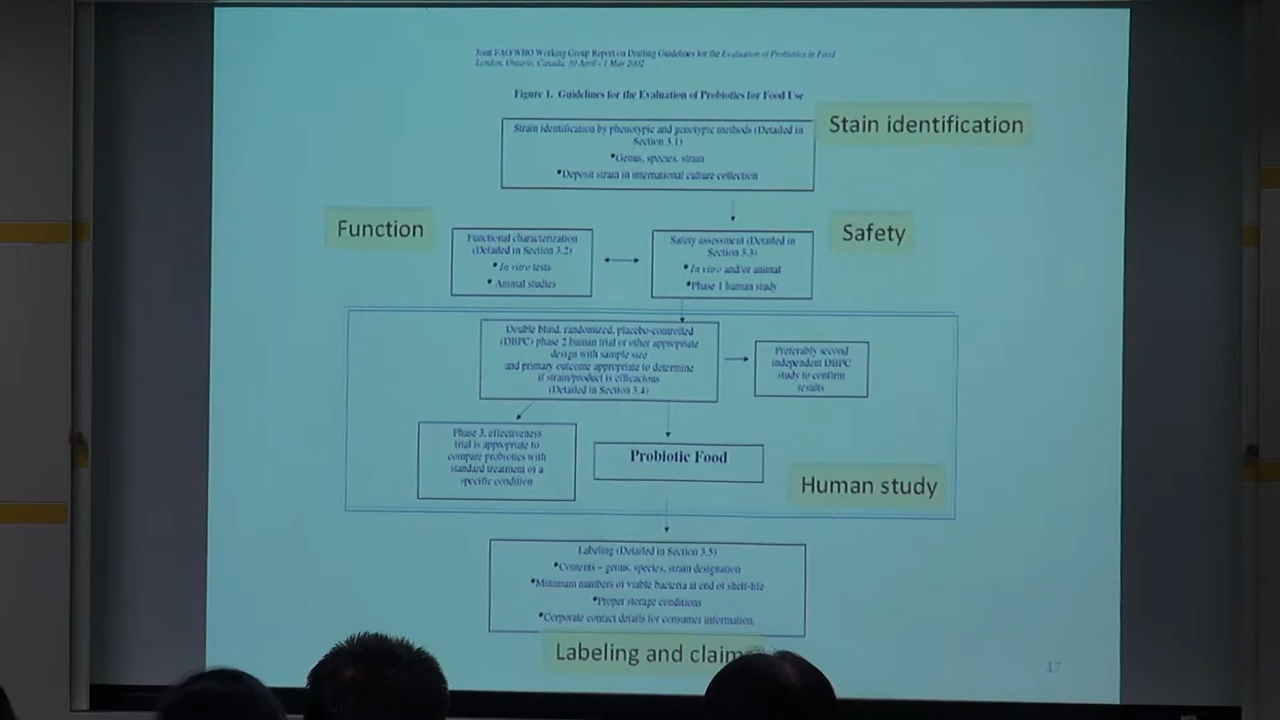 Joint FAO/WHO Working Group Report on Drafting Guidelines for the Evaluation of Probiotics in Food
London, Ontario, Canada, 30 April - 1 May 2002
Figure 1. Guidelines for the Evaluation of Probiotics for Food Use
Strain identification by phenotypic and genotypic methods (Detailed in
Section 3.1)
•Genus, species, strain
•Deposit strain in international culture collection
Stain identification
Function
Functional characterization
(Detailed in Section 3.2)
• In vitro tests
• Animal studies
Safety assessment (Detailed in
Section 3.3)
• In vitro and/or animal
•Phase 1 human study
Safety
Double blind, randomized, placebo-controlled
(DBPC) phase 2 human trial or other appropriate
design with sample size
and primary outcome appropriate to determine
if strain/product is efficacious
(Detailed in Section 3.4)
Preferably second
independent DBPC
study to confirm
results
Phase 3, effectiveness
trial is appropriate to
compare probiotics with
standard treatment of a
specific condition
Probiotic Food
Human study
Labeling (Detailed in Section 3.5)
•Contents – genus, species, strain designation
•Minimum numbers of viable bacteria at end of shelf-life
•Proper storage conditions
•Corporate contact details for consumer information.
Labeling and claim
17